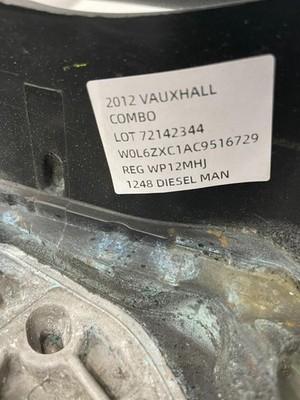 2012 VAUXHALL
COMBO
LOT 72142344
W0L6ZXC1AC9516729
REG WP12MHJ
1248 DIESEL MAN